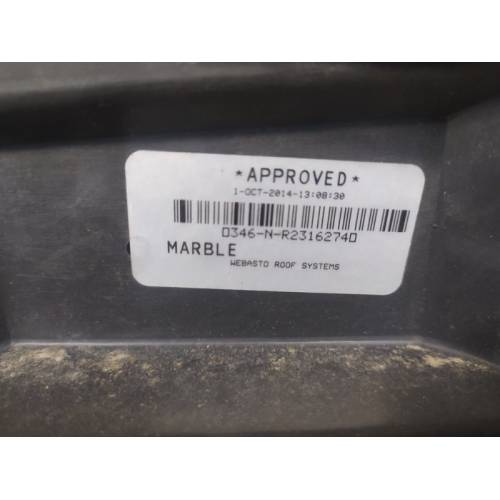 *APPROVED*
1-OCT-2014-13:08:30
0346-N-R23162740
MARBLE
WEBASTO ROOF SYSTEMS